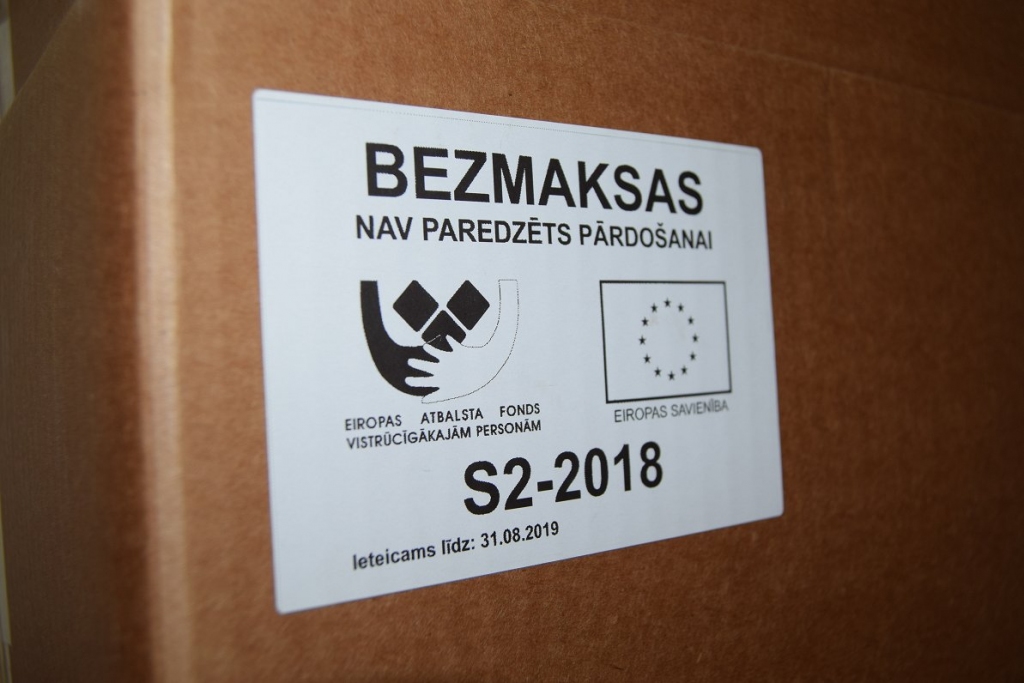 BEZMAKSAS
NAV PAREDZĒTS PĀRDOŠANAI
EIROPAS ATBALSTA FONDS
VISTRŪCĪGĀKAJĀM PERSONĀM
EIROPAS SAVIENĪBA
S2-2018
Ieteicams līdz: 31.08.2019